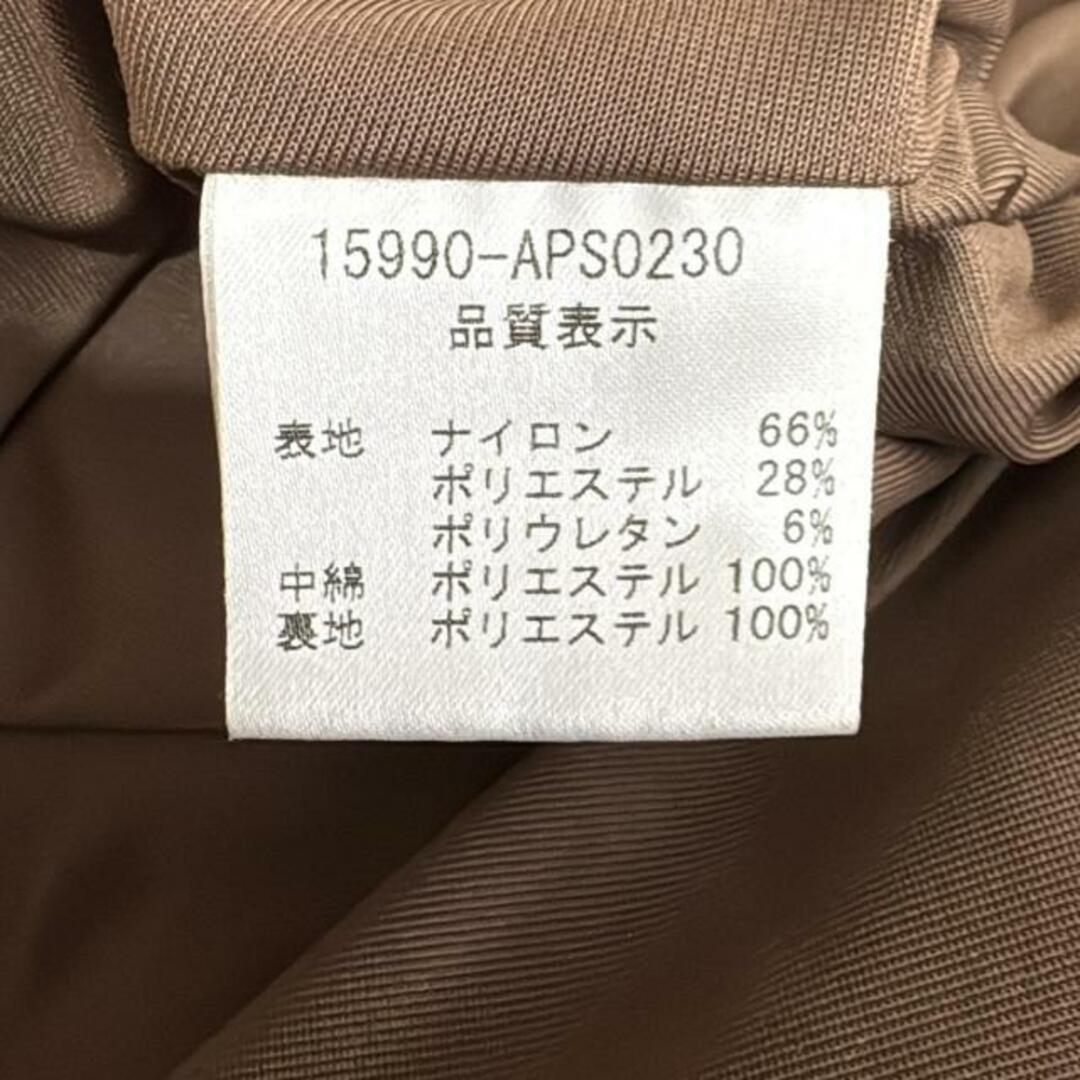 15990-APS0230
品質表示
表地 ナイロン 66%
ポリエステル 28%
ポリウレタン 6%
中綿 ポリエステル 100%
裏地 ポリエステル 100%